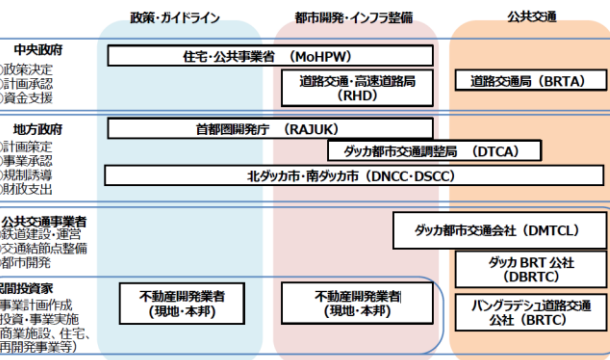 政策・ガイドライン
都市開発・インフラ整備
公共交通
中央政府
政策決定
計画承認
資金支援
住宅・公共事業省 (MoHPW)
道路交通・高速道路局
(RHD)
道路交通局 (BRTA)
地方政府
計画策定
事業承認
規制誘導
財政支出
首都圏開発庁 (RAJUK)
ダッカ都市交通調整局 (DTCA)
北ダッカ市・南ダッカ市 (DNCC・DSCC)
公共交通事業者
鉄道建設・運営
交通結節点整備
都市開発
ダッカ都市交通会社 (DMTCL)
ダッカ BRT 公社
(DBRTC)
バングラデシュ道路交通
公社 (BRTC)
民間投資家
事業計画作成
投資・事業実施
商業施設、住宅、
再開発事業等)
不動産開発業者
(現地・本邦)
不動産開発業者
(現地・本邦)